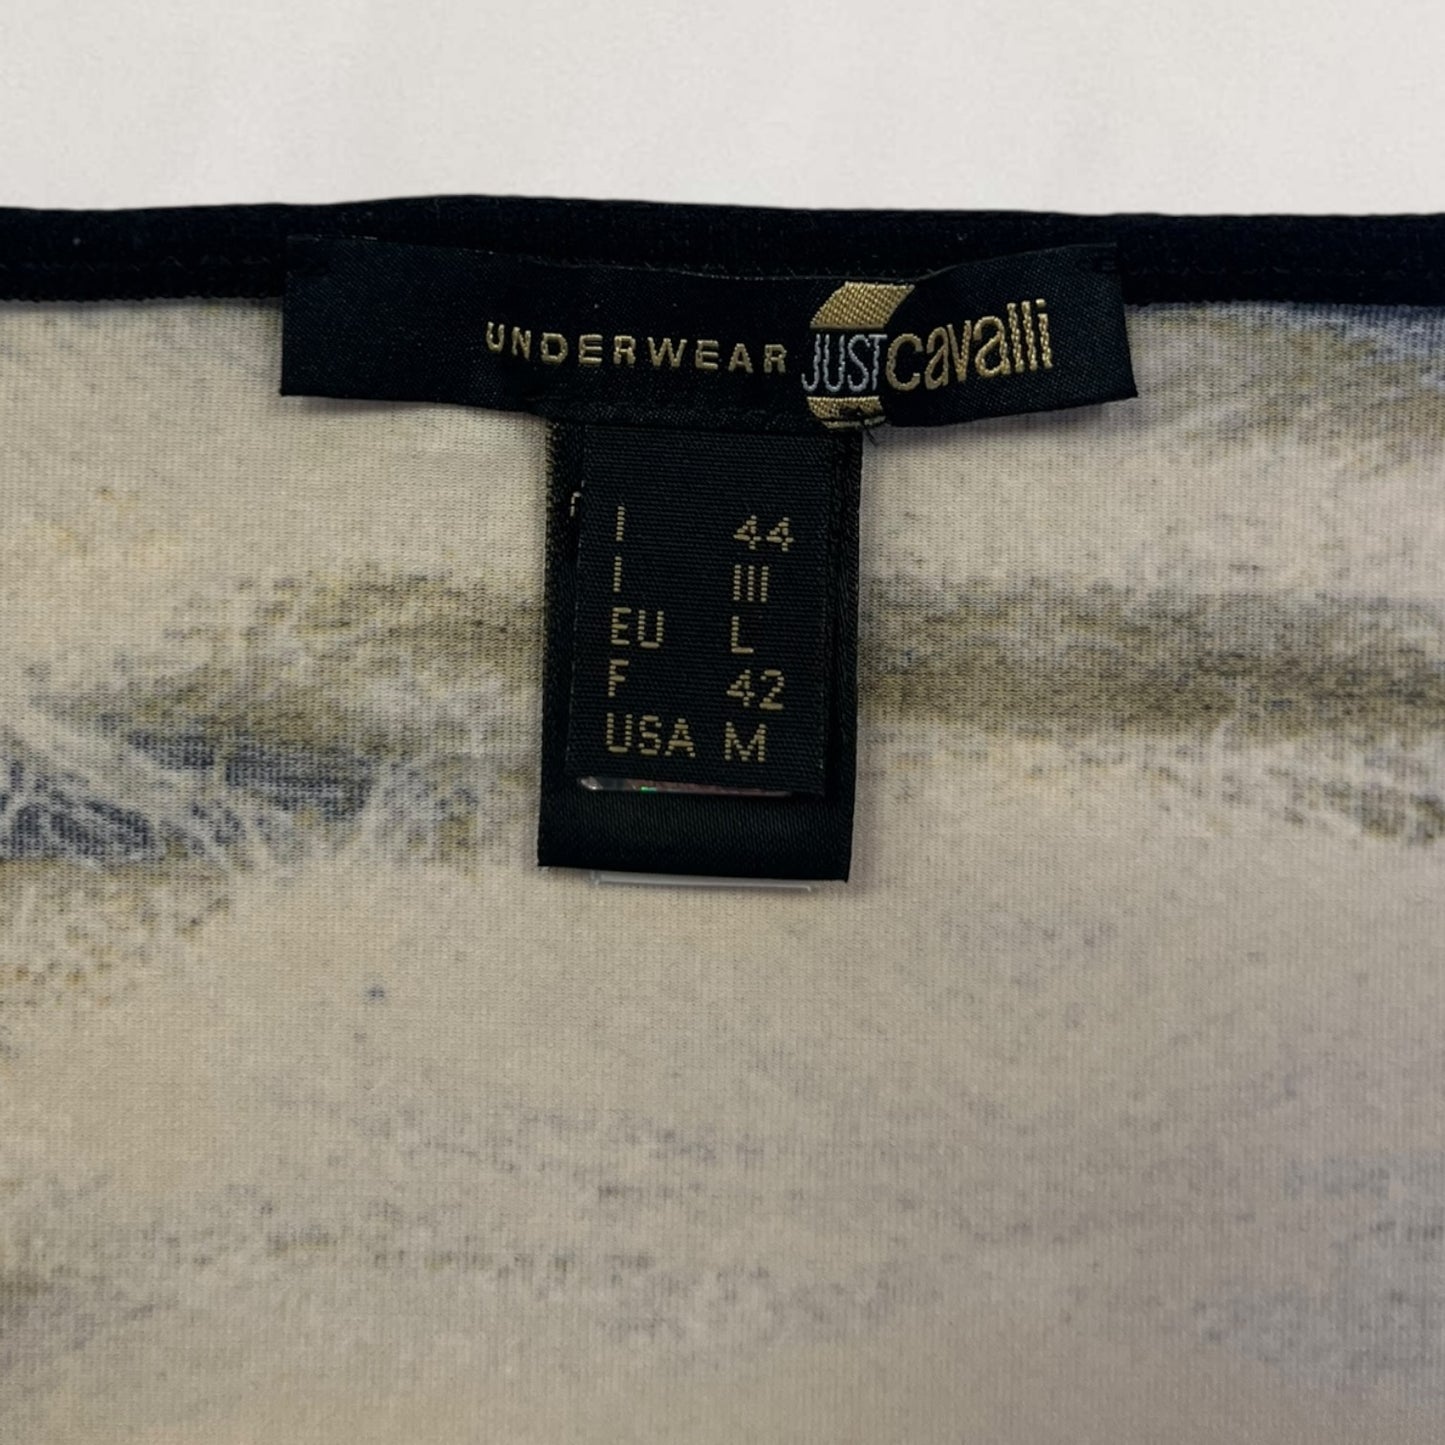 UNDERWEAR JUST cavalli
I 44
I III
EU L
F 42
USA M